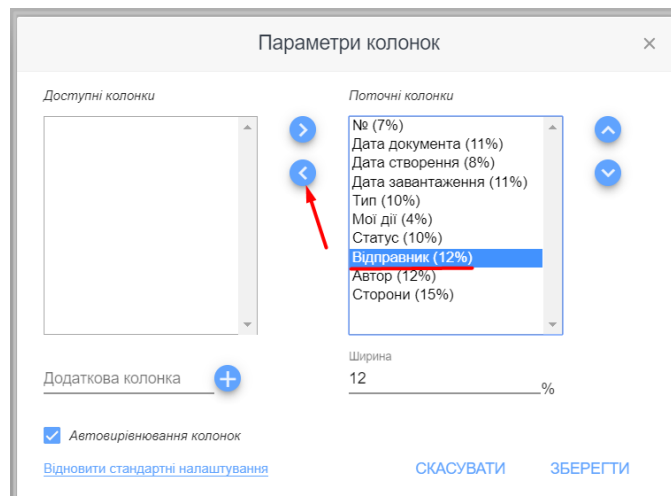 Параметри колонок
Доступні колонки
Поточні колонки
№ (7%)
Дата документа (11%)
Дата створення (8%)
Дата завантаження (11%)
Тип (10%)
Мої дії (4%)
Статус (10%)
Відправник (12%)
Автор (12%)
Сторони (15%)
Додаткова колонка
Ширина
12
%
Автовирівнювання колонок
Відновити стандартні налаштування
СКАСУВАТИ
ЗБЕРЕГТИ